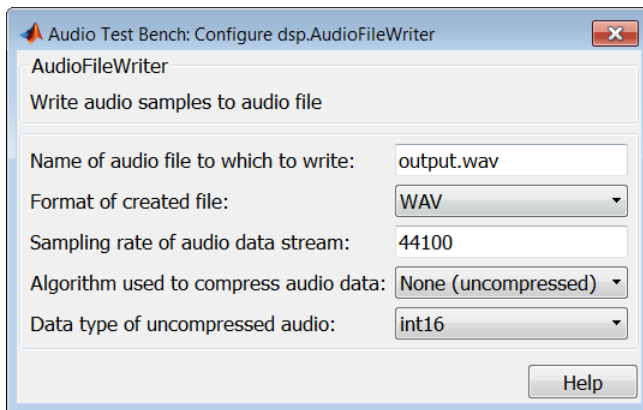 Audio Test Bench: Configure dsp.AudioFileWriter
AudioFileWriter
Write audio samples to audio file
Name of audio file to which to write: output.wav
Format of created file: WAV
Sampling rate of audio data stream: 44100
Algorithm used to compress audio data: None (uncompressed)
Data type of uncompressed audio: int16
Help